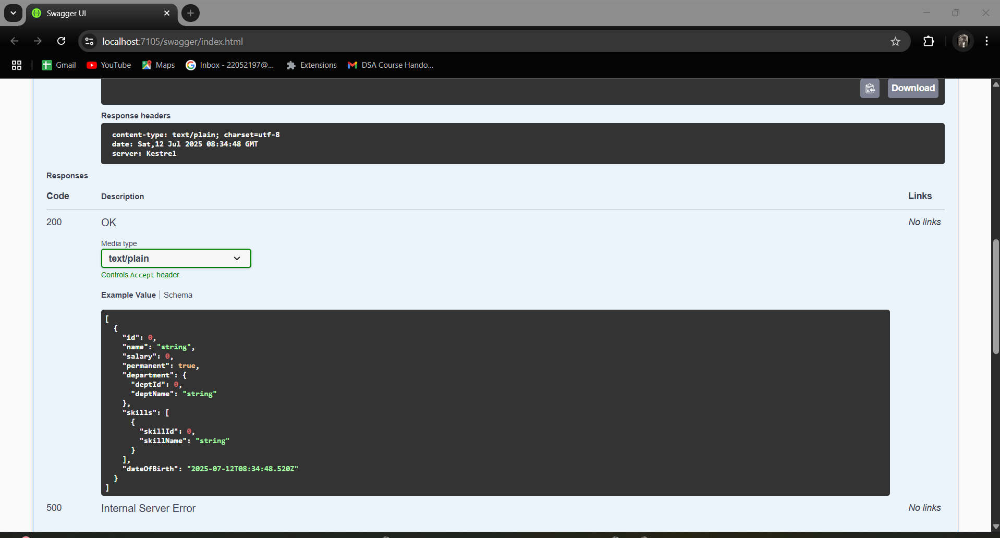 Swagger UI
localhost:7105/swagger/index.html
Gmail
YouTube
Maps
Inbox - 22052197@...
Extensions
DSA Course Hando...
Download
Response headers
content-type: text/plain; charset=utf-8
date: Sat,12 Jul 2025 08:34:48 GMT
server: Kestrel
Responses
Code Description Links
200 OK No links
Media type
text/plain
Controls Accept header.
Example Value | Schema
[
  {
    "id": 0,
    "name": "string",
    "salary": 0,
    "permanent": true,
    "department": {
      "deptId": 0,
      "deptName": "string"
    },
    "skills": [
      {
        "skillId": 0,
        "skillName": "string"
      }
    ],
    "dateOfBirth": "2025-07-12T08:34:48.520Z"
  }
]
500 Internal Server Error No links